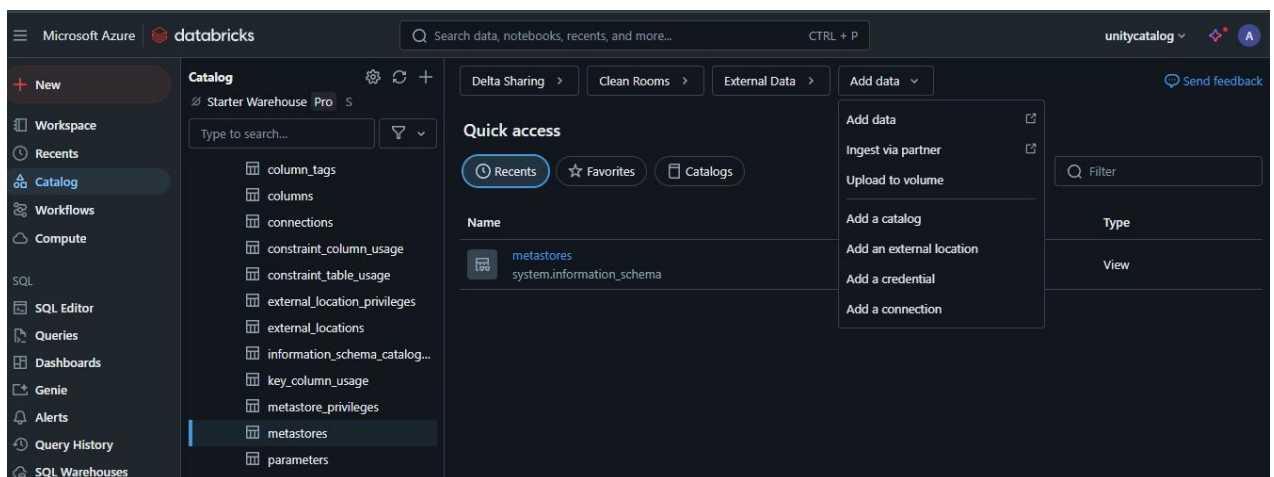 Microsoft Azure databricks
Search data, notebooks, recents, and more... CTRL + P
unitycatalog
A
New
Workspace
Recents
Catalog
Workflows
Compute
SQL
SQL Editor
Queries
Dashboards
Genie
Alerts
Query History
SQL Warehouses
Catalog
Starter Warehouse Pro S
Type to search...
column_tags
columns
connections
constraint_column_usage
constraint_table_usage
external_location_privileges
external_locations
information_schema_catalog...
key_column_usage
metastore_privileges
metastores
parameters
Delta Sharing > Clean Rooms > External Data > Add data
Send feedback
Add data
Ingest via partner
Upload to volume
Add a catalog
Add an external location
Add a credential
Add a connection
Quick access
Recents Favorites Catalogs
Filter
Name Type
metastores
system.information_schema
View